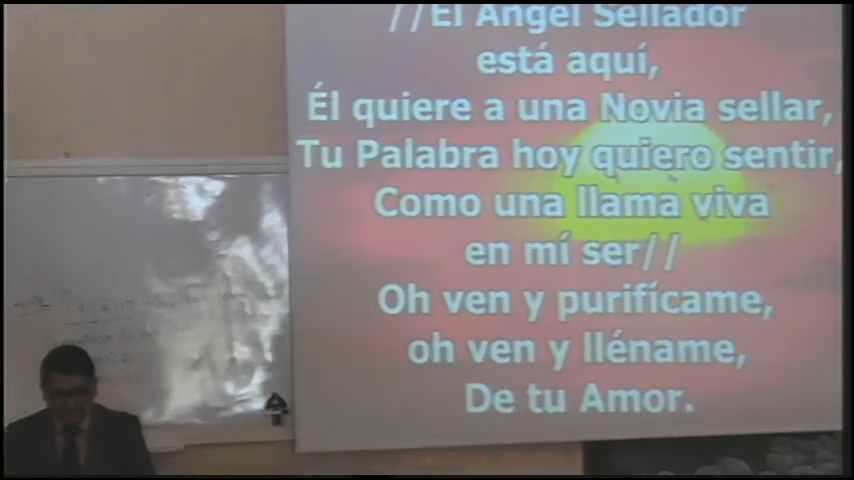 //El Ángel Sellador
está aquí,
Él quiere a una Novia sellar,
Tu Palabra hoy quiero sentir,
Como una llama viva
en mí ser//
Oh ven y purifícame,
oh ven y lléname,
De tu Amor.